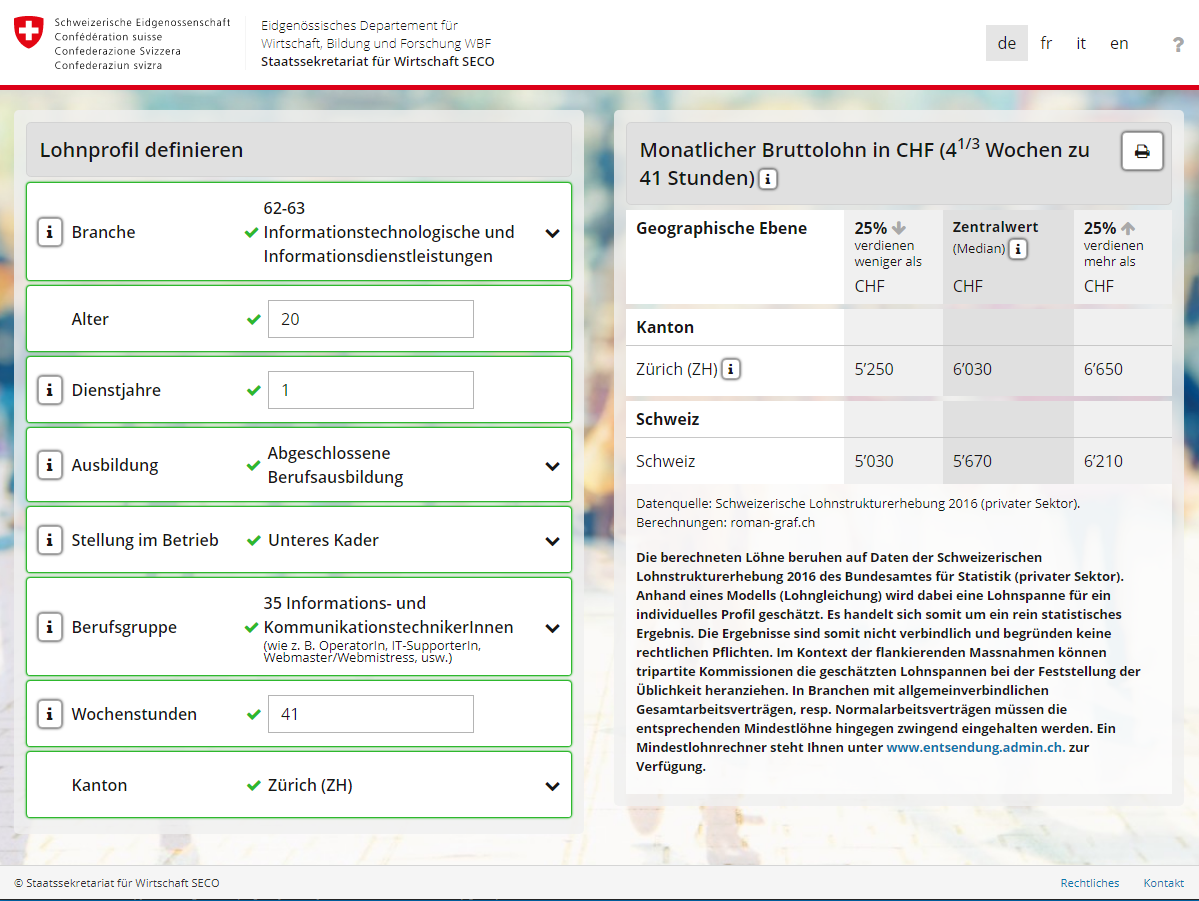 Schweizerische Eidgenossenschaft
Confédération suisse
Confederazione Svizzera
Confederaziun svizra
Eidgenössisches Departement für
Wirtschaft, Bildung und Forschung WBF
Staatssekretariat für Wirtschaft SECO
de fr it en ?
Lohnprofil definieren
i Branche
62-63
Informationstechnologische und
Informationsdienstleistungen
Alter 20
i Dienstjahre 1
i Ausbildung
Abgeschlossene
Berufsausbildung
i Stellung im Betrieb Unteres Kader
i Berufsgruppe
35 Informations- und
KommunikationstechnikerInnen
(wie z. B. OperatorIn, IT-SupporterIn,
Webmaster/Webmistress, usw.)
i Wochenstunden 41
Kanton Zürich (ZH)
Monatlicher Bruttolohn in CHF (4 1/3 Wochen zu
41 Stunden) i
Geographische Ebene
25%
verdienen
weniger als
CHF
Zentralwert
(Median) i
CHF
25%
verdienen
mehr als
CHF
Kanton
Zürich (ZH) i 5’250 6’030 6’650
Schweiz
Schweiz 5’030 5’670 6’210
Datenquelle: Schweizerische Lohnstrukturerhebung 2016 (privater Sektor).
Berechnungen: roman-graf.ch
Die berechneten Löhne beruhen auf Daten der Schweizerischen
Lohnstrukturerhebung 2016 des Bundesamtes für Statistik (privater Sektor).
Anhand eines Modells (Lohngleichung) wird dabei eine Lohnspanne für ein
individuelles Profil geschätzt. Es handelt sich somit um ein rein statistisches
Ergebnis. Die Ergebnisse sind somit nicht verbindlich und begründen keine
rechtlichen Pflichten. Im Kontext der flankierenden Massnahmen können
tripartite Kommissionen die geschätzten Lohnspannen bei der Feststellung der
Üblichkeit heranziehen. In Branchen mit allgemeinverbindlichen
Gesamtarbeitsverträgen, resp. Normalarbeitsverträgen müssen die
entsprechenden Mindestlöhne hingegen zwingend eingehalten werden. Ein
Mindestlohnrechner steht Ihnen unter www.entsendung.admin.ch. zur
Verfügung.
© Staatssekretariat für Wirtschaft SECO
Rechtliches Kontakt